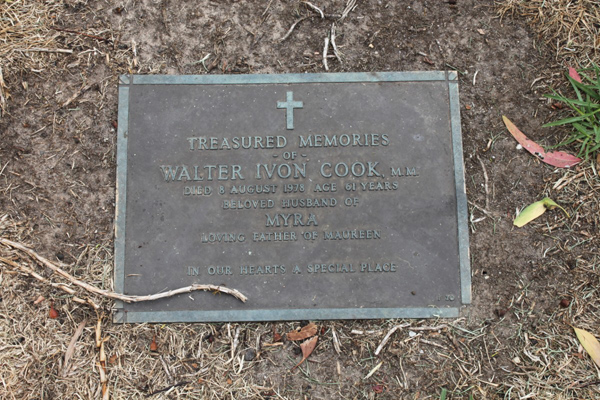 TREASURED MEMORIES
- OF -
WALTER IVON COOK, M.M.
DIED 8 AUGUST 1978 AGE 61 YEARS
BELOVED HUSBAND OF
MYRA
LOVING FATHER OF MAUREEN
IN OUR HEARTS A SPECIAL PLACE